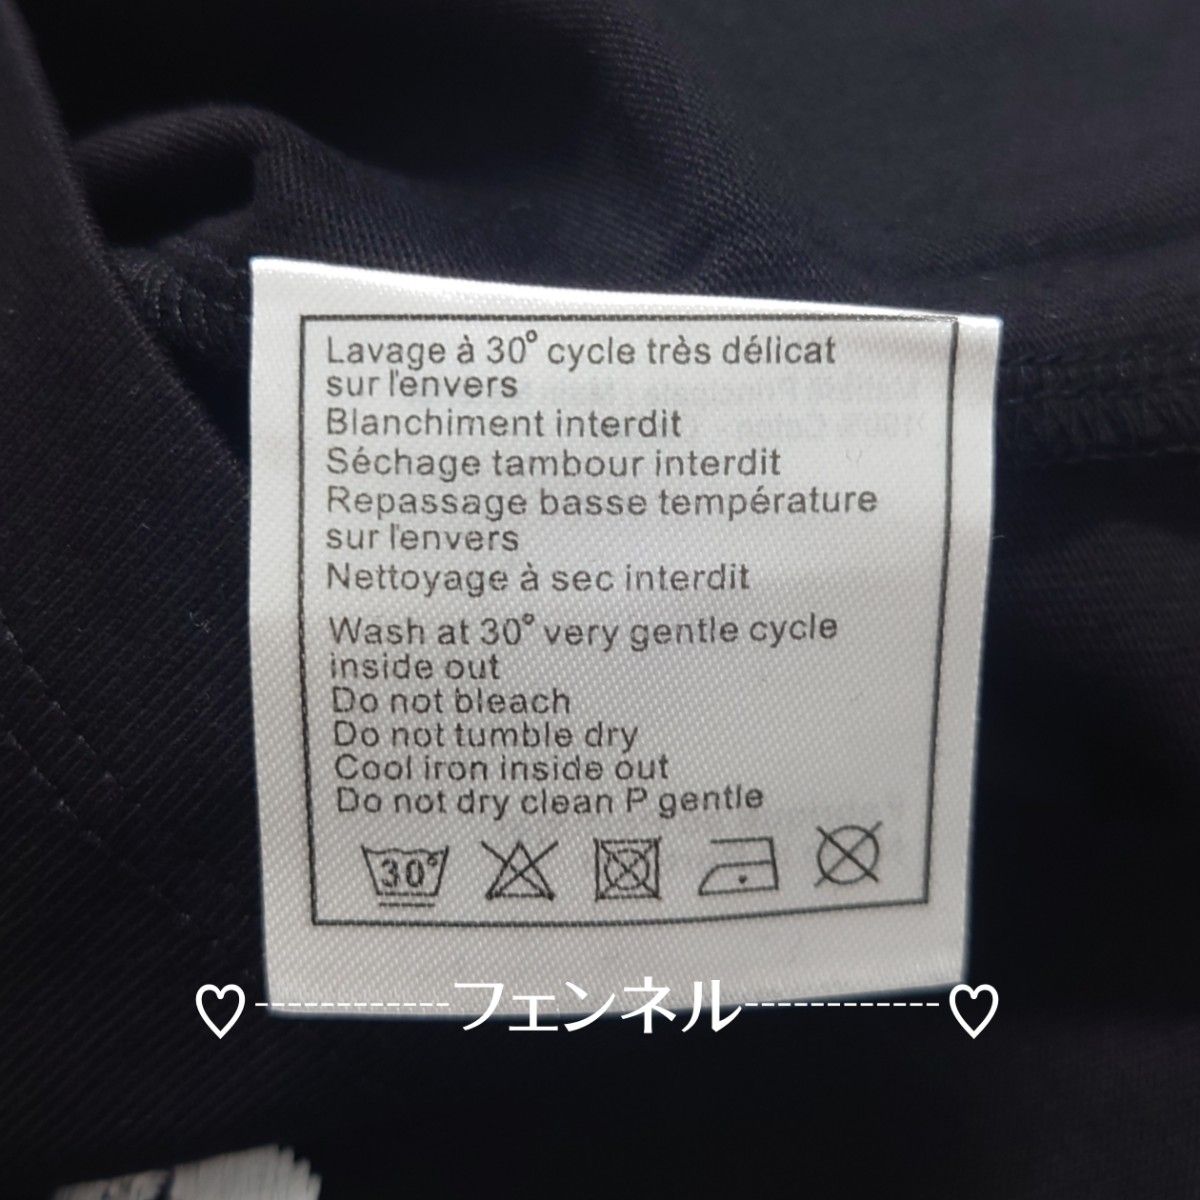 Lavage à 30° cycle très délicat
sur l'envers
Blanchiment interdit
Séchage tambour interdit
Repassage basse température
sur l'envers
Nettoyage à sec interdit
Wash at 30° very gentle cycle
inside out
Do not bleach
Do not tumble dry
Cool iron inside out
Do not dry clean P gentle
30°
♡------------フェンネル------------♡